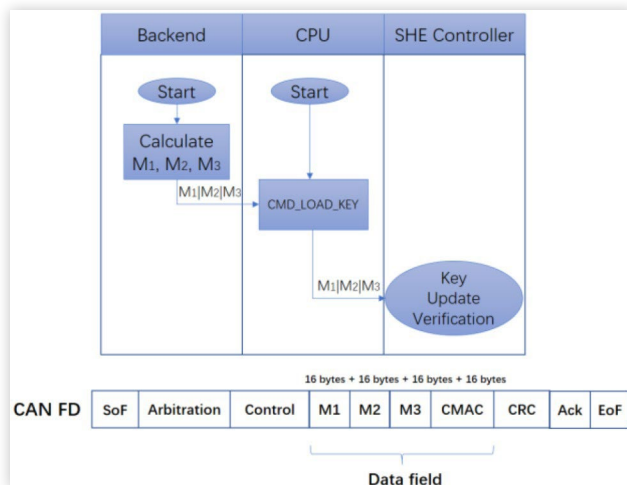 Backend CPU SHE Controller
Start Start
Calculate
M1, M2, M3
M1|M2|M3
CMD_LOAD_KEY
M1|M2|M3
Key
Update
Verification
16 bytes + 16 bytes + 16 bytes + 16 bytes
CAN FD SoF Arbitration Control M1 M2 M3 CMAC CRC Ack EoF
Data field